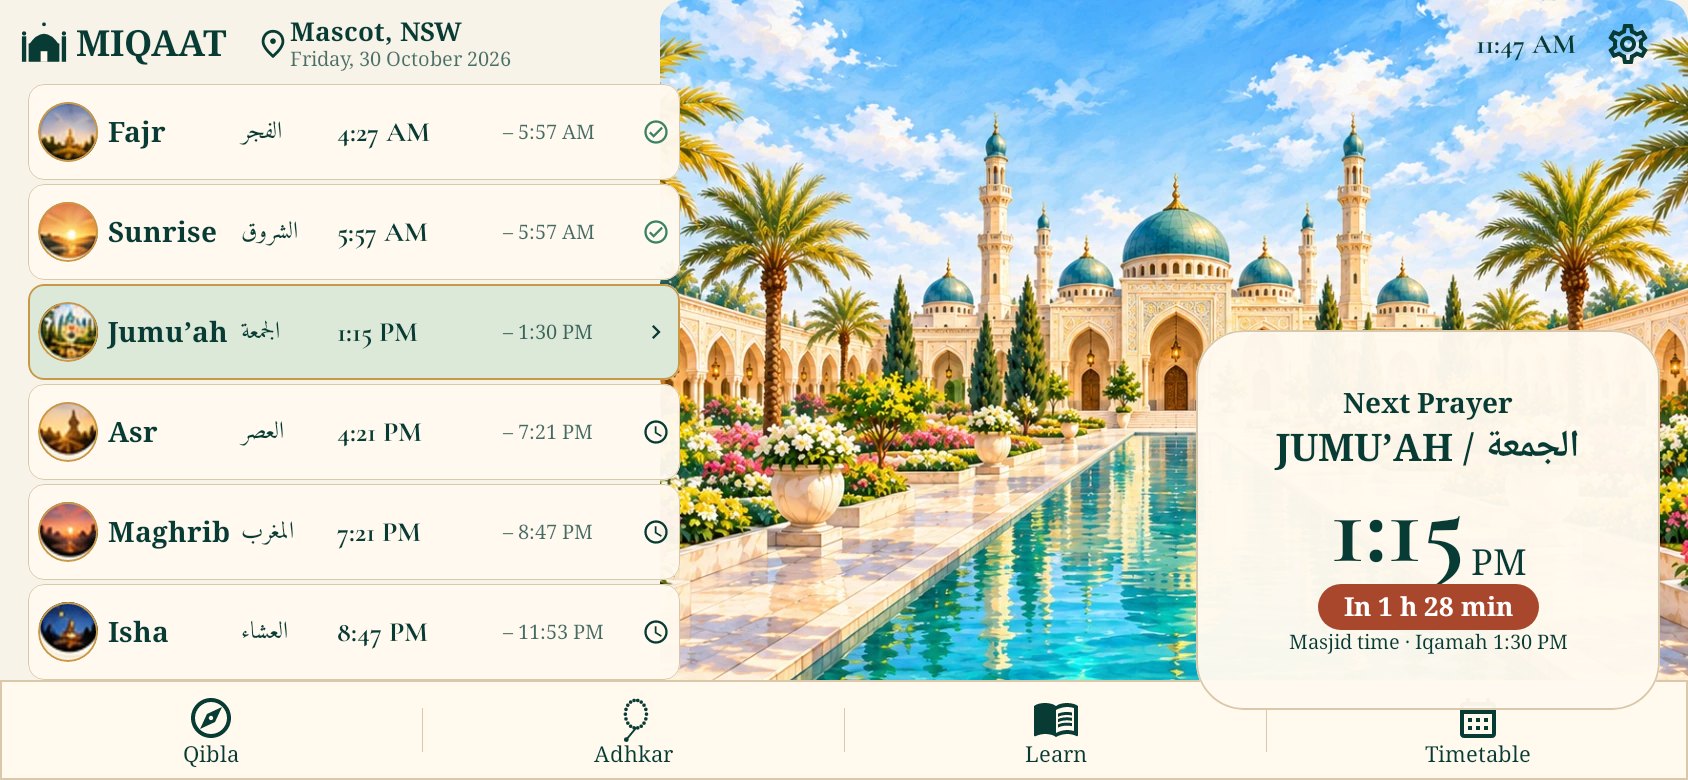 MIQAAT
Mascot, NSW
Friday, 30 October 2026
11:47 AM
Fajr الفجر 4:27 AM – 5:57 AM
Sunrise الشروق 5:57 AM – 5:57 AM
Jumu’ah الجمعة 1:15 PM – 1:30 PM
Asr العصر 4:21 PM – 7:21 PM
Maghrib المغرب 7:21 PM – 8:47 PM
Isha العشاء 8:47 PM – 11:53 PM
Next Prayer
JUMU’AH / الجمعة
1:15 PM
In 1 h 28 min
Masjid time · Iqamah 1:30 PM
Qibla
Adhkar
Learn
Timetable